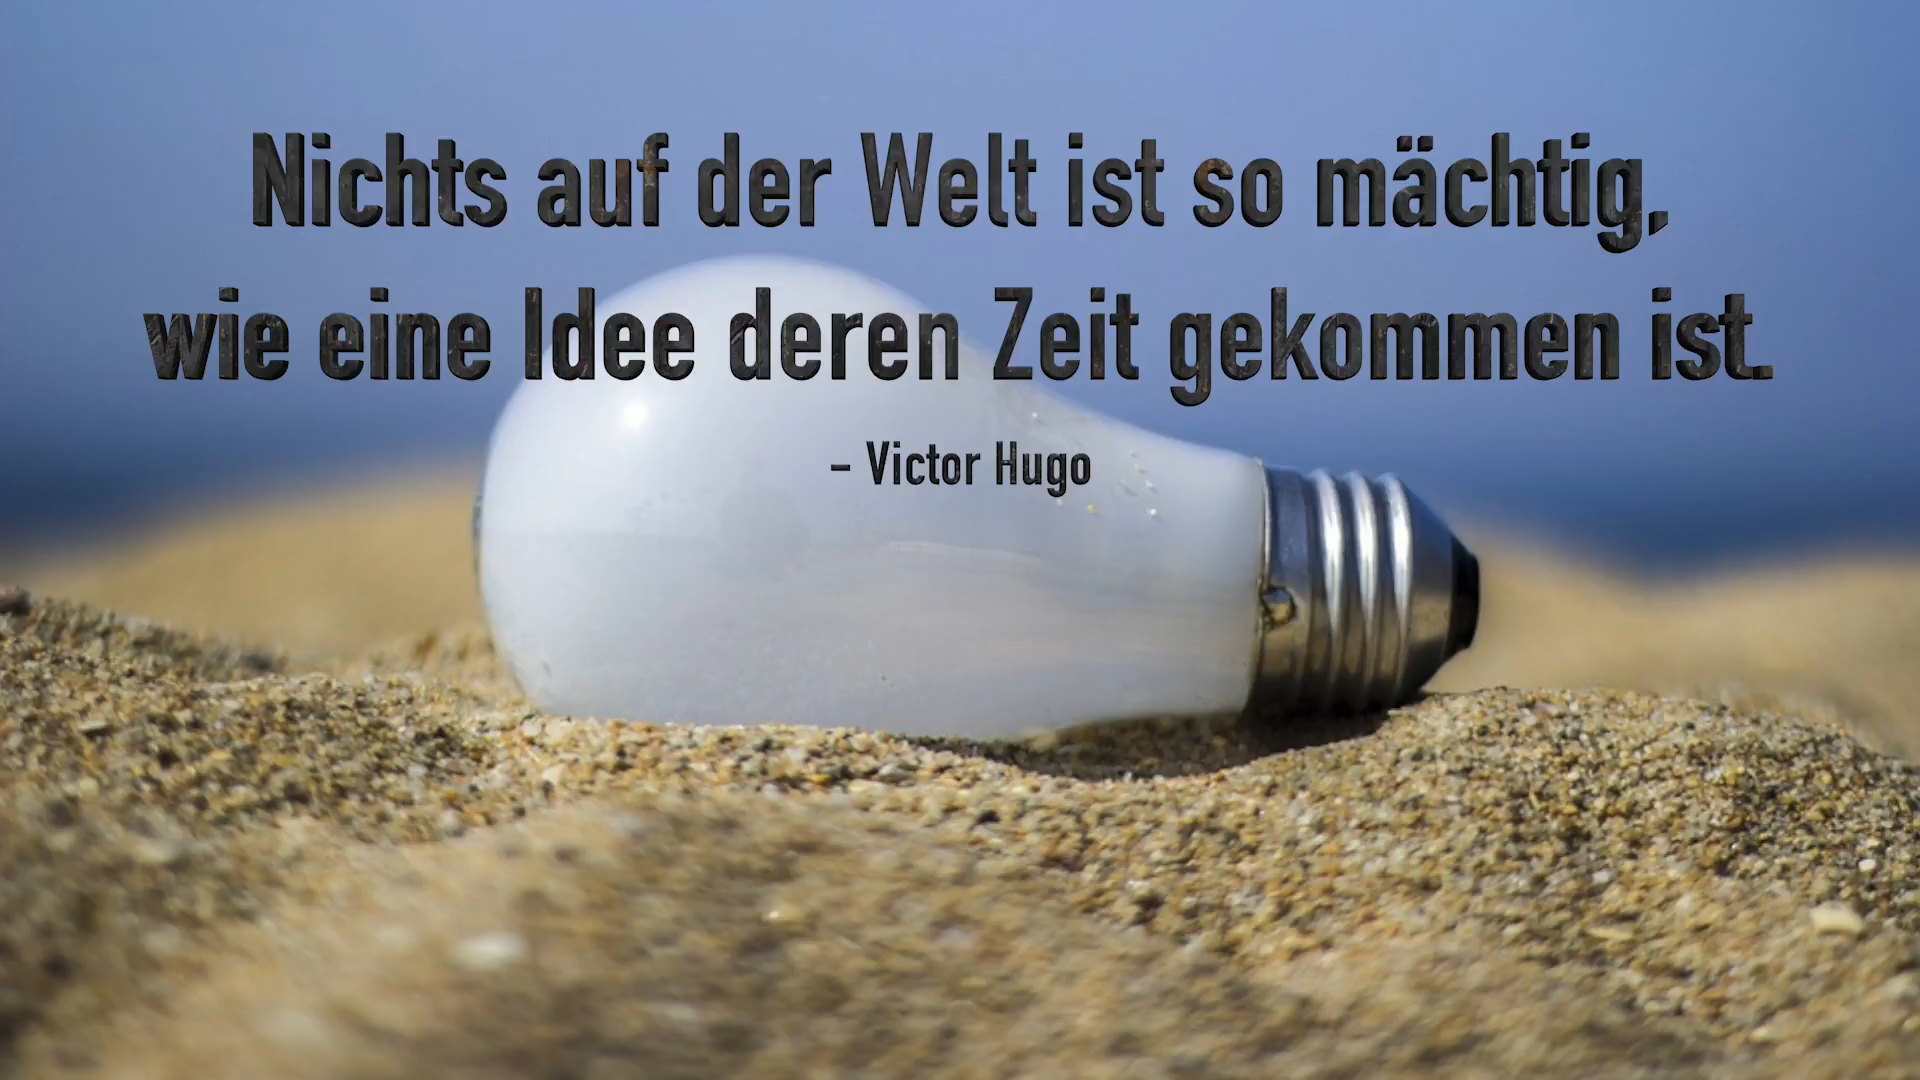 Nichts auf der Welt ist so mächtig,
wie eine Idee deren Zeit gekommen ist.
- Victor Hugo